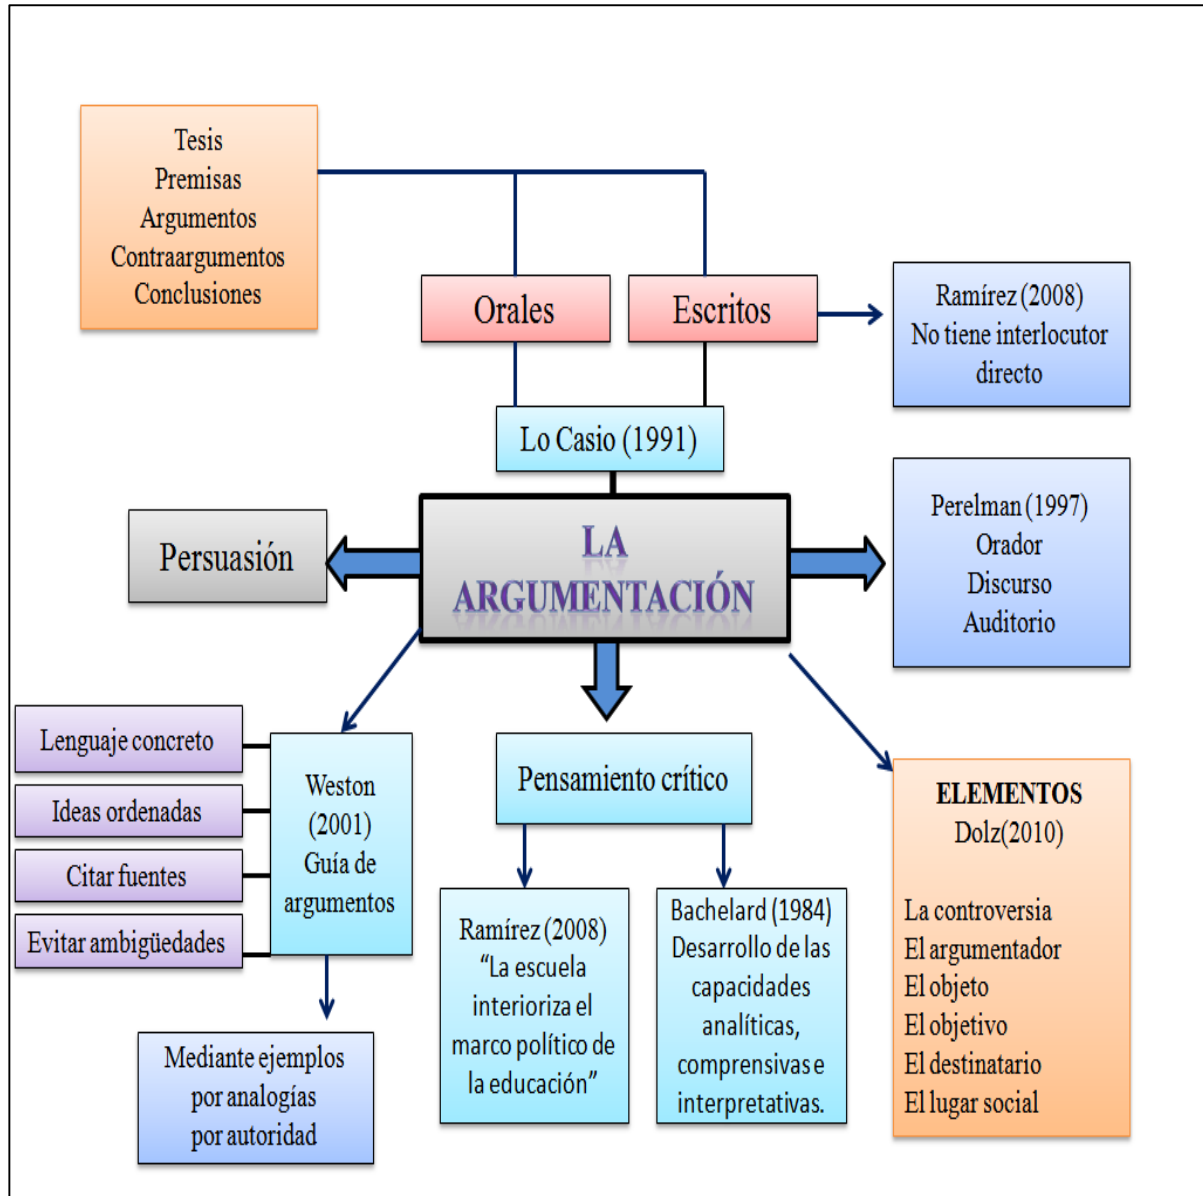 Tesis
Premisas
Argumentos
Contraargumentos
Conclusiones
Orales
Escritos
Ramírez (2008)
No tiene interlocutor
directo
Lo Casio (1991)
Persuasión
LA
ARGUMENTACIÓN
Perelman (1997)
Orador
Discurso
Auditorio
Lenguaje concreto
Ideas ordenadas
Citar fuentes
Evitar ambigüedades
Weston
(2001)
Guía de
argumentos
Mediante ejemplos
por analogías
por autoridad
Pensamiento crítico
Ramírez (2008)
“La escuela
interioriza el
marco político de
la educación”
Bachelard (1984)
Desarrollo de las
capacidades
analíticas,
comprensivas e
interpretativas.
ELEMENTOS
Dolz(2010)
La controversia
El argumentador
El objeto
El objetivo
El destinatario
El lugar social